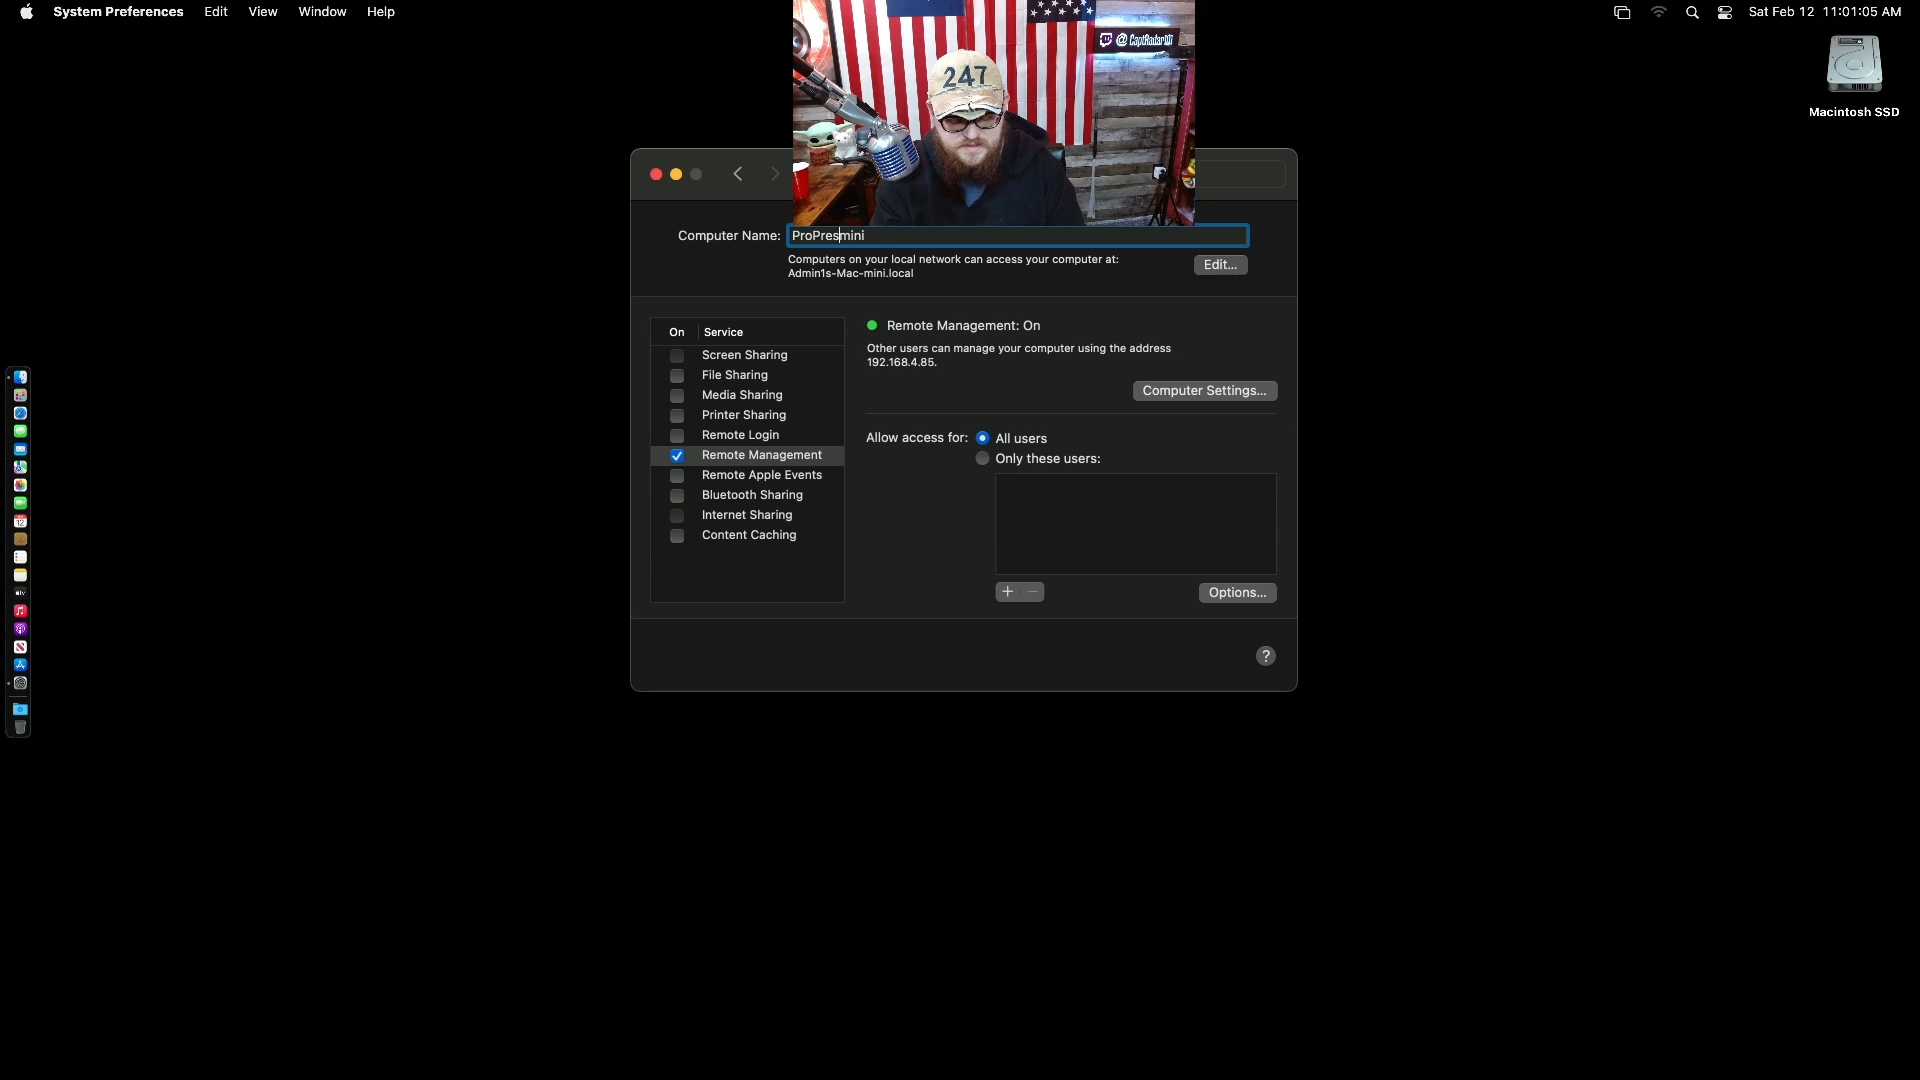 System Preferences Edit View Window Help
Sat Feb 12 11:01:05 AM
Macintosh SSD
@CaptRadar101
247
Computer Name: ProPresmini
Computers on your local network can access your computer at:
Admin1s-Mac-mini.local
Edit...
On Service
Screen Sharing
File Sharing
Media Sharing
Printer Sharing
Remote Login
Remote Management
Remote Apple Events
Bluetooth Sharing
Internet Sharing
Content Caching
Remote Management: On
Other users can manage your computer using the address
192.168.4.85.
Computer Settings...
Allow access for: All users
Only these users:
+ −
Options...
?
12
tv